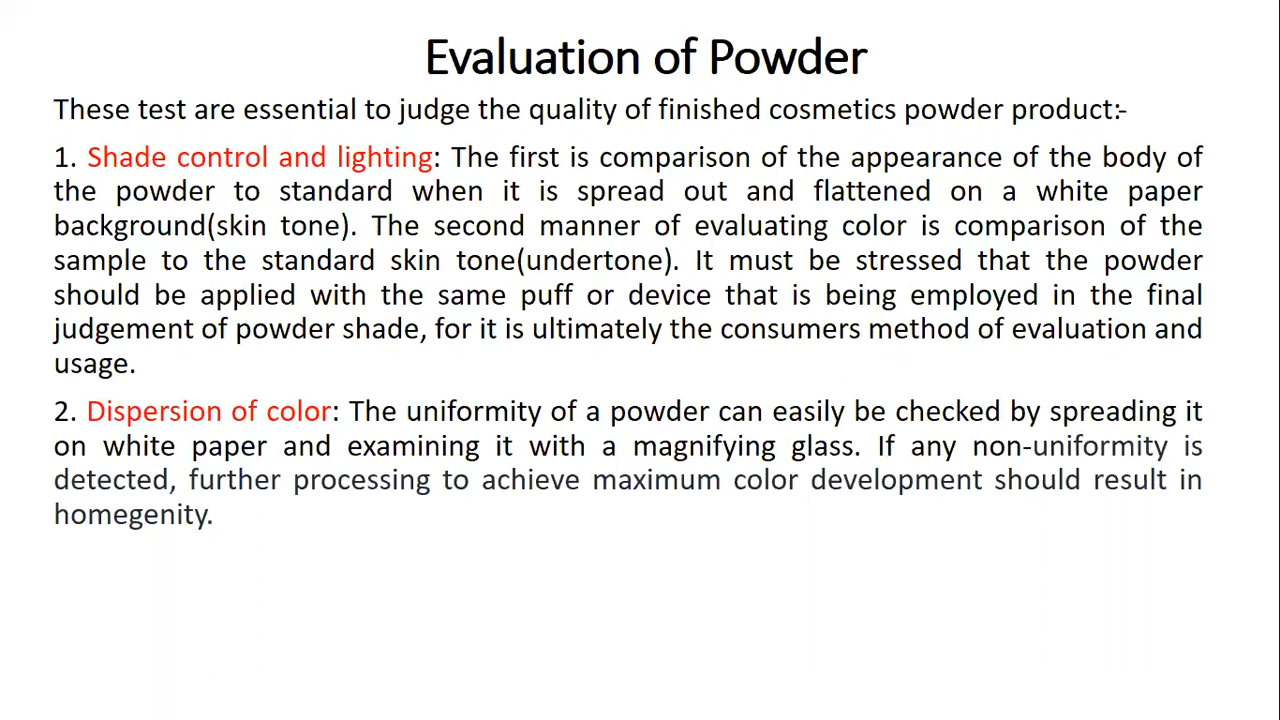 Evaluation of Powder
These test are essential to judge the quality of finished cosmetics powder product:-
1. Shade control and lighting: The first is comparison of the appearance of the body of
the powder to standard when it is spread out and flattened on a white paper
background(skin tone). The second manner of evaluating color is comparison of the
sample to the standard skin tone(undertone). It must be stressed that the powder
should be applied with the same puff or device that is being employed in the final
judgement of powder shade, for it is ultimately the consumers method of evaluation and
usage.
2. Dispersion of color: The uniformity of a powder can easily be checked by spreading it
on white paper and examining it with a magnifying glass. If any non-uniformity is
detected, further processing to achieve maximum color development should result in
homegenity.